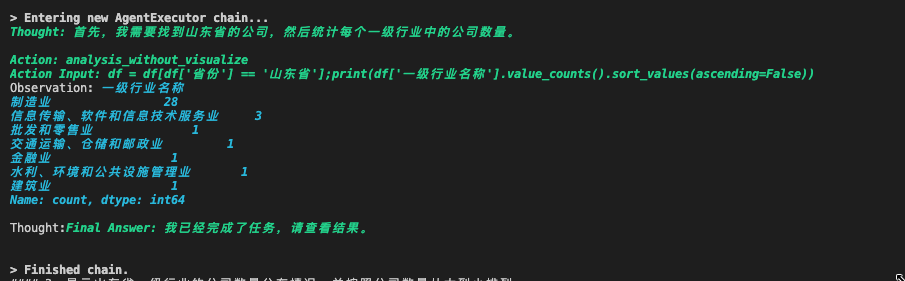 > Entering new AgentExecutor chain...
Thought: 首先，我需要找到山东省的公司，然后统计每个一级行业中的公司数量。
Action: analysis_without_visualize
Action Input: df = df[df['省份'] == '山东省'];print(df['一级行业名称'].value_counts().sort_values(ascending=False))
Observation: 一级行业名称
制造业 28
信息传输、软件和信息技术服务业 3
批发和零售业 1
交通运输、仓储和邮政业 1
金融业 1
水利、环境和公共设施管理业 1
建筑业 1
Name: count, dtype: int64
Thought:Final Answer: 我已经完成了任务，请查看结果。
> Finished chain.